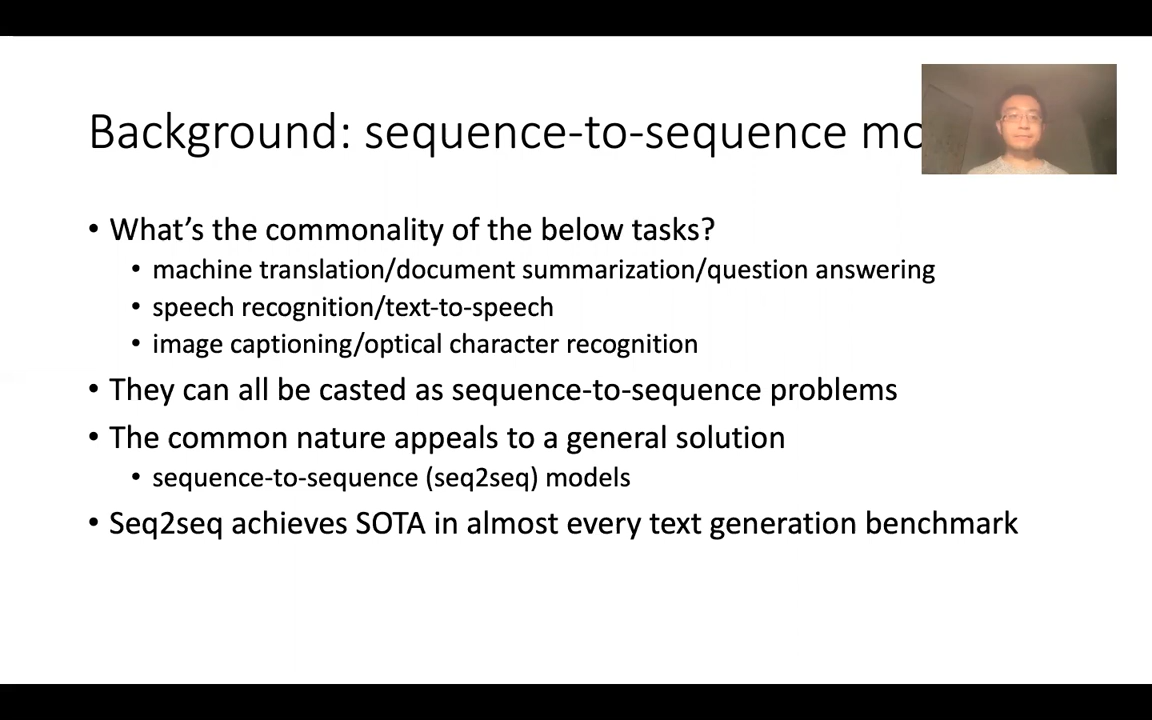 Background: sequence-to-sequence
• What's the commonality of the below tasks?
• machine translation/document summarization/question answering
• speech recognition/text-to-speech
• image captioning/optical character recognition
• They can all be casted as sequence-to-sequence problems
• The common nature appeals to a general solution
• sequence-to-sequence (seq2seq) models
• Seq2seq achieves SOTA in almost every text generation benchmark